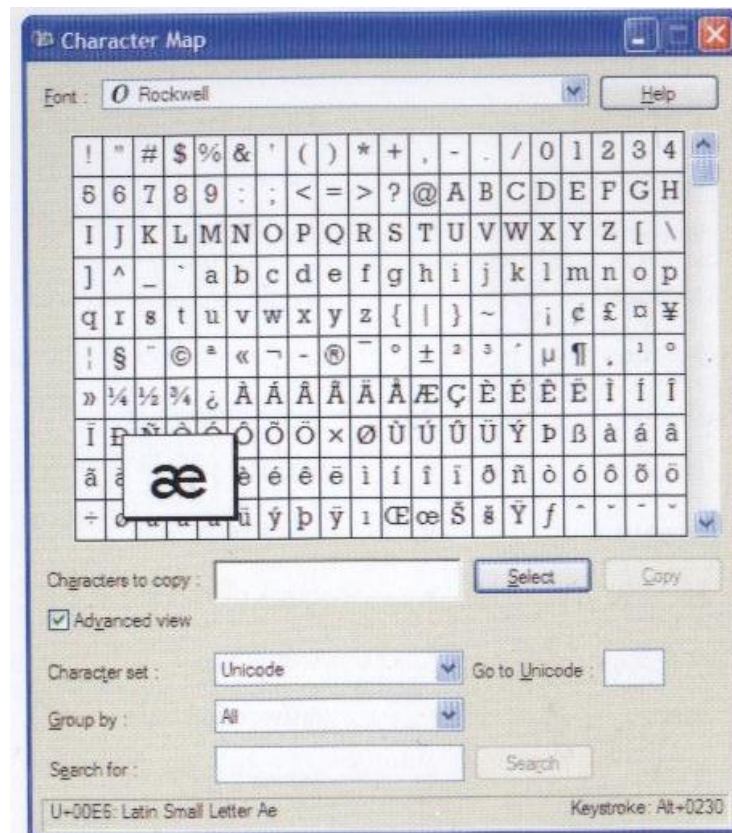 Character Map
Font : O Rockwell Help
! " # $ % & ' ( ) * + , - . / 0 1 2 3 4
5 6 7 8 9 : ; < = > ? @ A B C D E F G H
I J K L M N O P Q R S T U V W X Y Z [ \
] ^ _ ` a b c d e f g h i j k l m n o p
q r s t u v w x y z { | } ~ ¡ ¢ £ ¤ ¥
¦ § ¨ © ª « ¬ - ® ¯ ° ± ² ³ ´ µ ¶ ¸ ¹ º
» ¼ ½ ¾ ¿ À Á Â Ã Ä Å Æ Ç È É Ê Ë Ì Í Î
Ï Ð Ñ Ò Ó Ô Õ Ö × Ø Ù Ú Û Ü Ý Þ ß à á â
ã æ è é ê ë ì í î ï ð ñ ò ó ô õ ö
÷ ø ü ý þ ÿ ı Œ œ Š š Ÿ ƒ ˆ ˇ ˉ ˘
Characters to copy : Select Copy
Advanced view
Character set : Unicode Go to Unicode :
Group by : All
Search for : Search
U+00E6: Latin Small Letter Ae Keystroke: Alt+0230